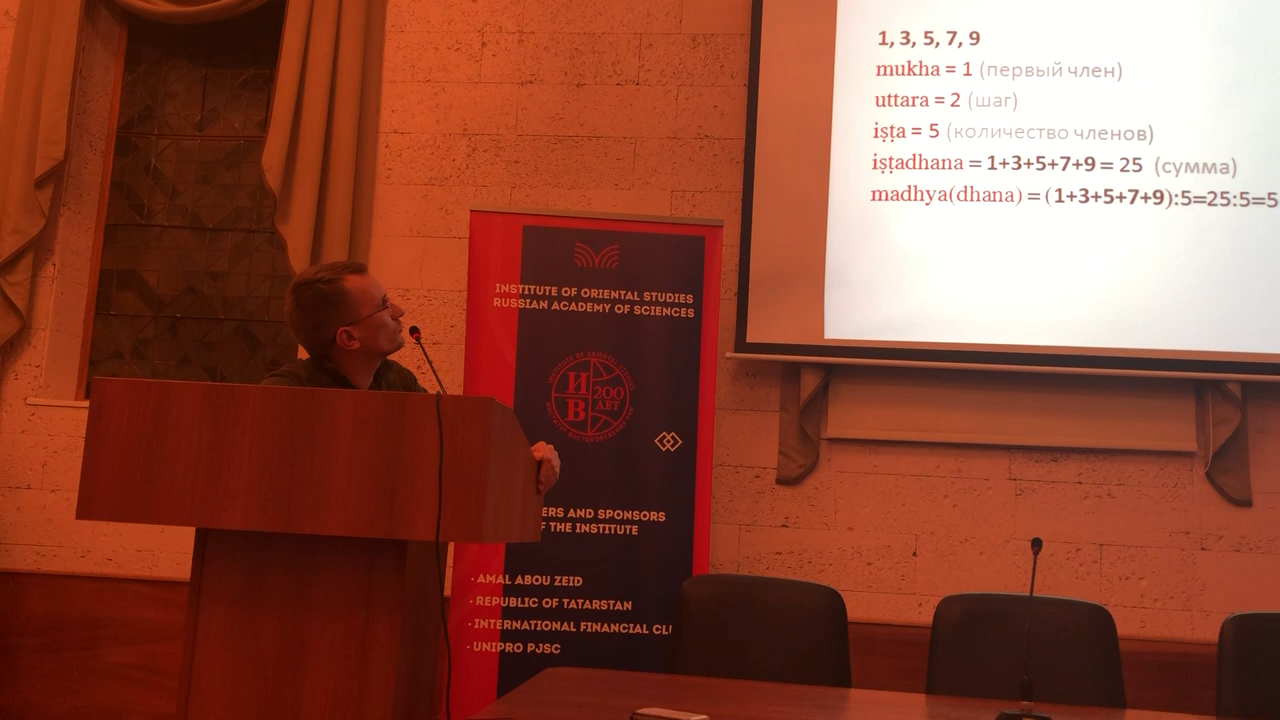 1, 3, 5, 7, 9
mukha = 1 (первый член)
uttara = 2 (шаг)
iṣṭa = 5 (количество членов)
iṣṭadhana = 1+3+5+7+9 = 25 (сумма)
madhya(dhana) = (1+3+5+7+9):5=25:5=5
INSTITUTE OF ORIENTAL STUDIES
RUSSIAN ACADEMY OF SCIENCES
ИВ
200
ЛЕТ
ERS AND SPONSORS
F THE INSTITUTE
· AMAL ABOU ZEID
· REPUBLIC OF TATARSTAN
· INTERNATIONAL FINANCIAL CLU
· UNIPRO PJSC